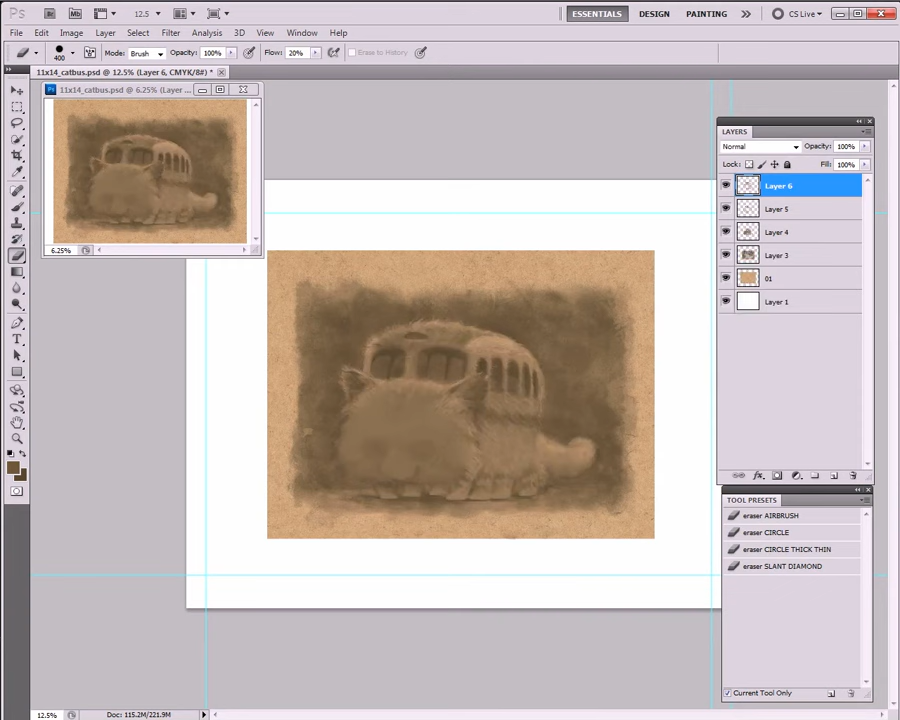 Ps Br Mb 12.5 ESSENTIALS DESIGN PAINTING CS Live
File Edit Image Layer Select Filter Analysis 3D View Window Help
400 Mode: Brush Opacity: 100% Flow: 20% Erase to History
11x14_catbus.psd @ 12.5% (Layer 6, CMYK/8#) *
11x14_catbus.psd @ 6.25% (Layer ...
6.25%
LAYERS
Normal Opacity: 100%
Lock: Fill: 100%
Layer 6
Layer 5
Layer 4
Layer 3
01
Layer 1
TOOL PRESETS
eraser AIRBRUSH
eraser CIRCLE
eraser CIRCLE THICK THIN
eraser SLANT DIAMOND
Current Tool Only
12.5% Doc: 115.2M/221.9M